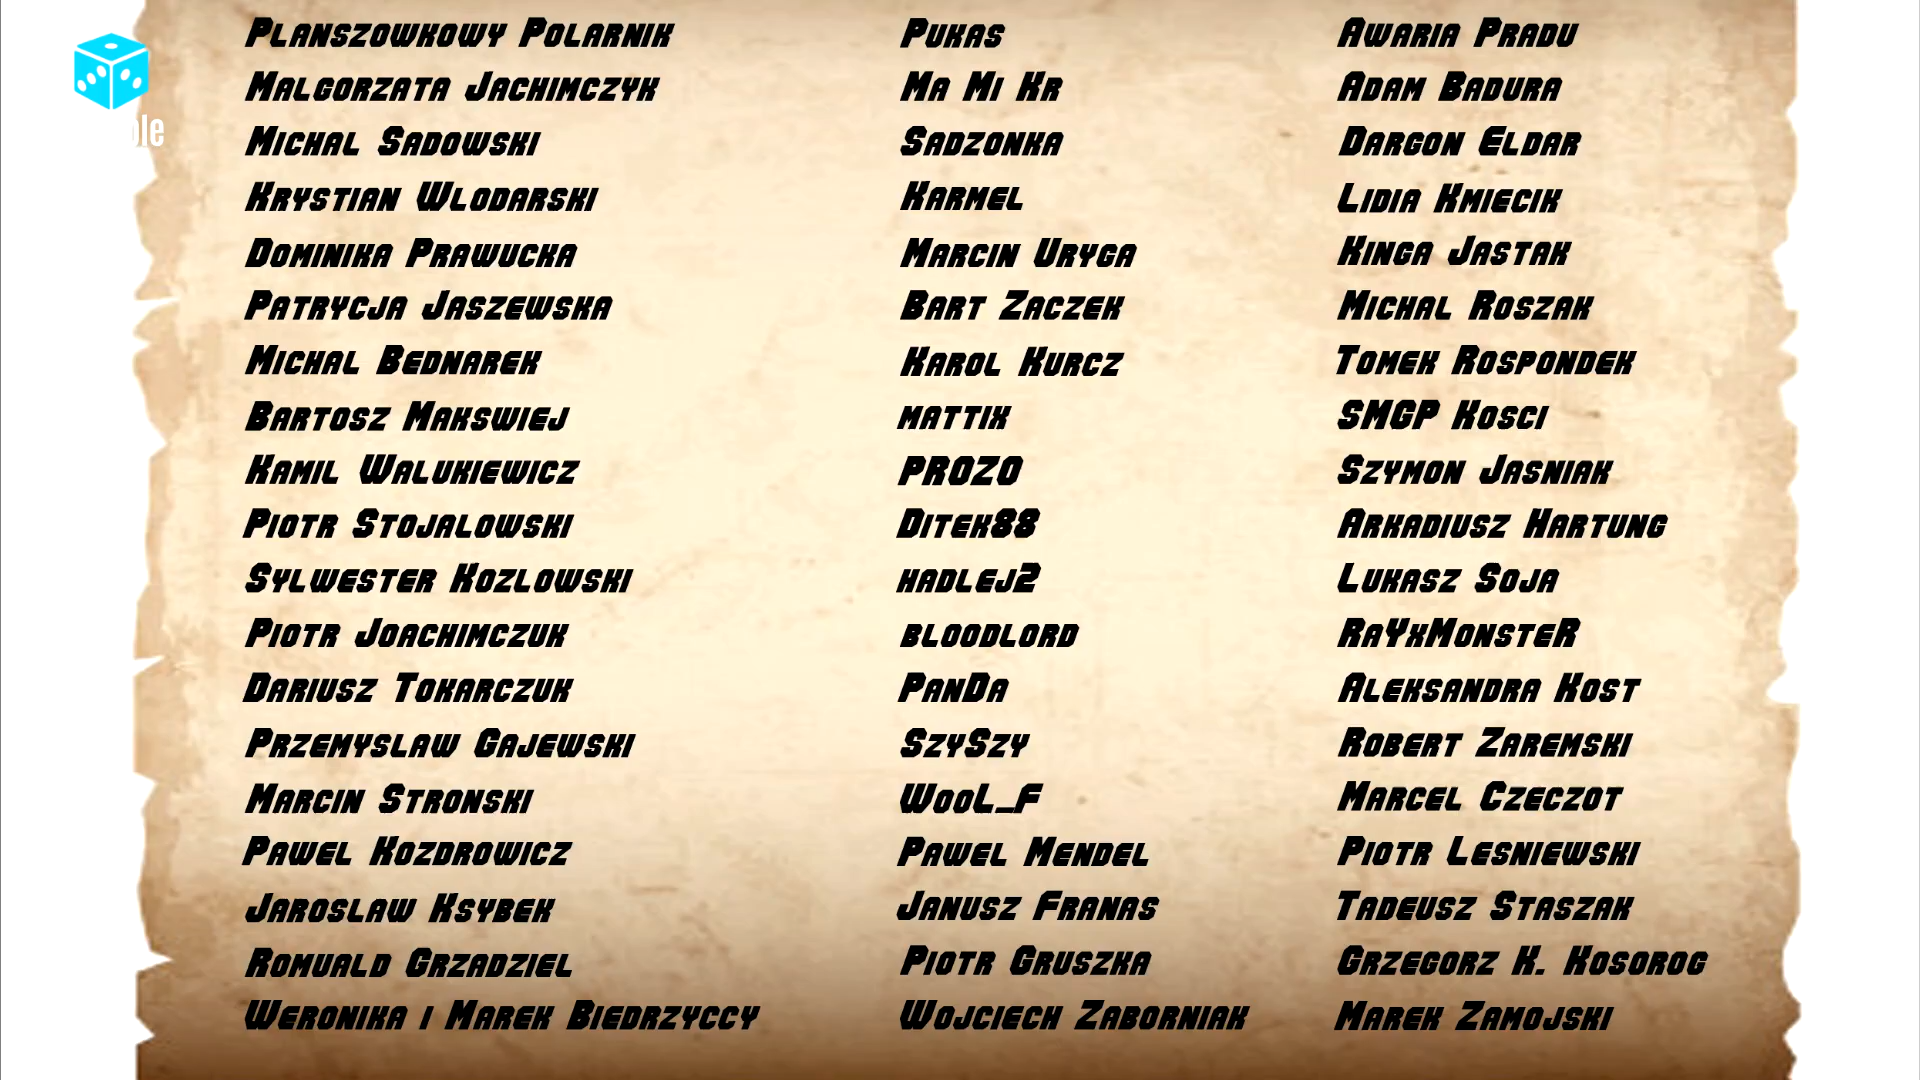 Planszowkowy Polarnik
Malgorzata Jachimczyk
Michal Sadowski
Krystian Wlodarski
Dominika Prawucka
Patrycja Jaszewska
Michal Bednarek
Bartosz Makswiej
Kamil Walukiewicz
Piotr Stojalowski
Sylwester Kozlowski
Piotr Joachimczuk
Dariusz Tokarczuk
Przemyslaw Gajewski
Marcin Stronski
Pawel Kozdrowicz
Jaroslaw Ksybek
Romuald Grzadziel
Weronika i Marek Biedrzyccy
Pukas
Ma Mi Kr
Sadzonka
Karmel
Marcin Uryga
Bart Zaczek
Karol Kurcz
mattix
PROZO
Ditek88
hadlej2
bloodlord
PanDa
SzySzy
WooL_F
Pawel Mendel
Janusz Franas
Piotr Gruszka
Wojciech Zaborniak
Awaria Pradu
Adam Badura
Dargon Eldar
Lidia Kmiecik
Kinga Jastak
Michal Roszak
Tomek Rospondek
SMGP Kosci
Szymon Jasniak
Arkadiusz Hartung
Lukasz Soja
RaYxMonsteR
Aleksandra Kost
Robert Zaremski
Marcel Czeczot
Piotr Lesniewski
Tadeusz Staszak
Grzegorz K. Kosorog
Marek Zamojski